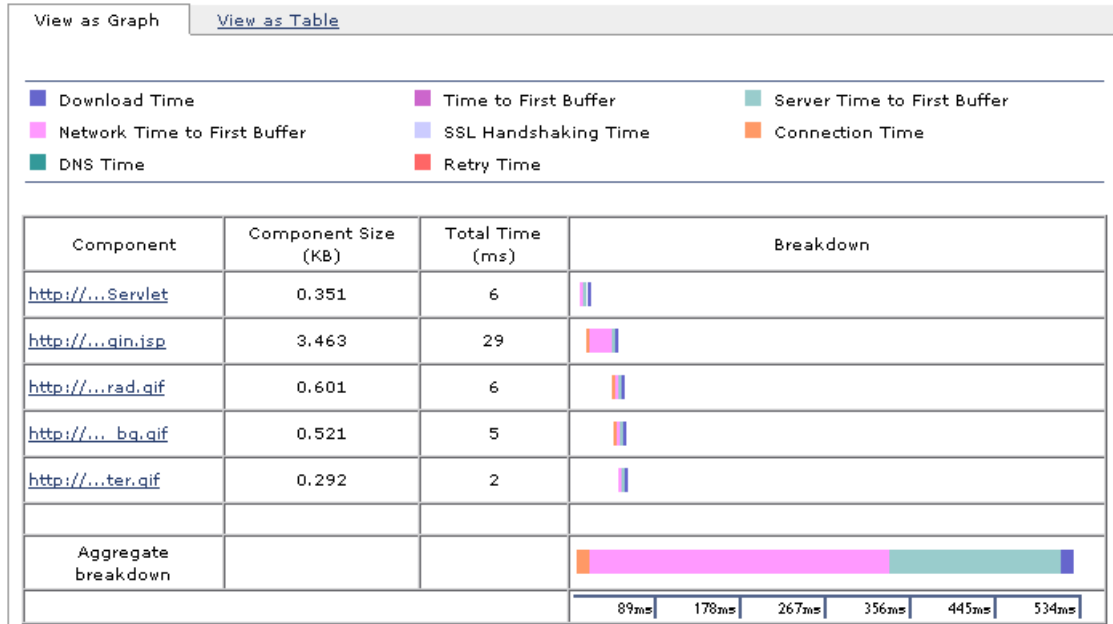 View as Graph
View as Table
Download Time
Time to First Buffer
Server Time to First Buffer
Network Time to First Buffer
SSL Handshaking Time
Connection Time
DNS Time
Retry Time
Component
Component Size (KB)
Total Time (ms)
Breakdown
http://...Servlet
0.351
6
http://...gin.jsp
3.463
29
http://...rad.gif
0.601
6
http://... bg.gif
0.521
5
http://...ter.gif
0.292
2
Aggregate breakdown
89ms
178ms
267ms
356ms
445ms
534ms